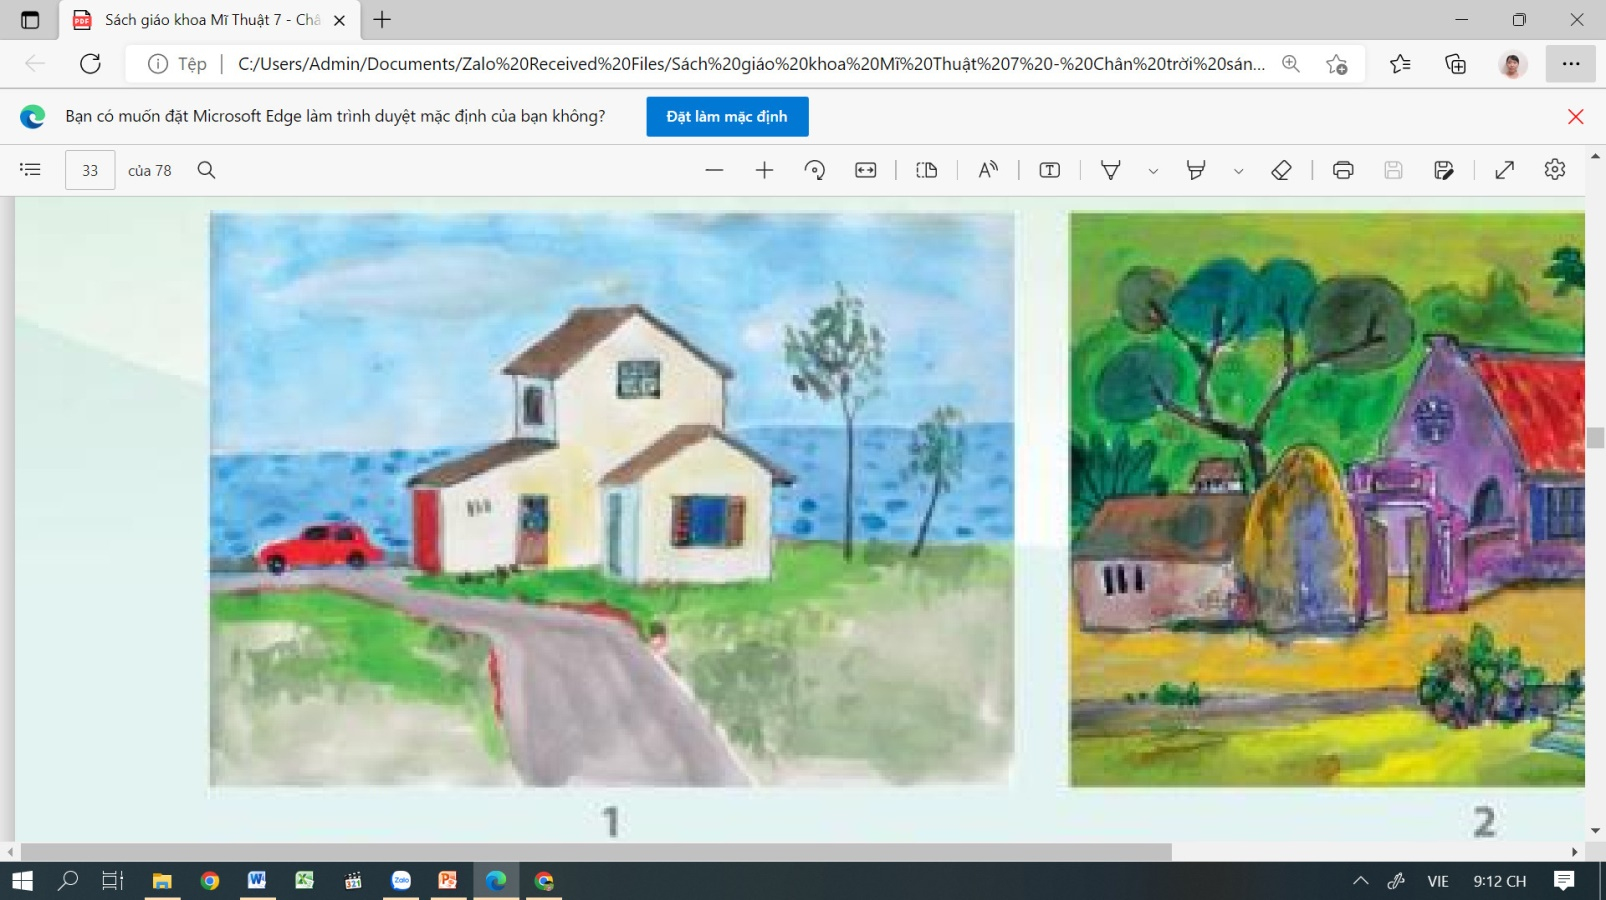 Sách giáo khoa Mĩ Thuật 7 - Châ
Tệp
C:/Users/Admin/Documents/Zalo%20Received%20Files/Sách%20giáo%20khoa%20Mĩ%20Thuật%207%20-%20Chân%20trời%20sán...
Bạn có muốn đặt Microsoft Edge làm trình duyệt mặc định của bạn không?
Đặt làm mặc định
33 của 78
1
2
VIE
9:12 CH